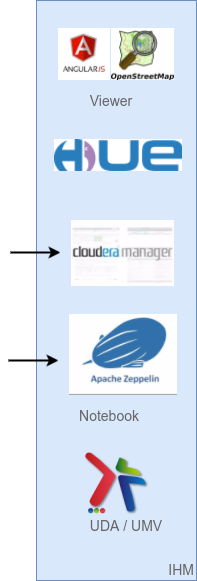 ANGULARJS
OpenStreetMap
Viewer
HUE
cloudera manager
Apache Zeppelin
Notebook
UDA / UMV
IHM